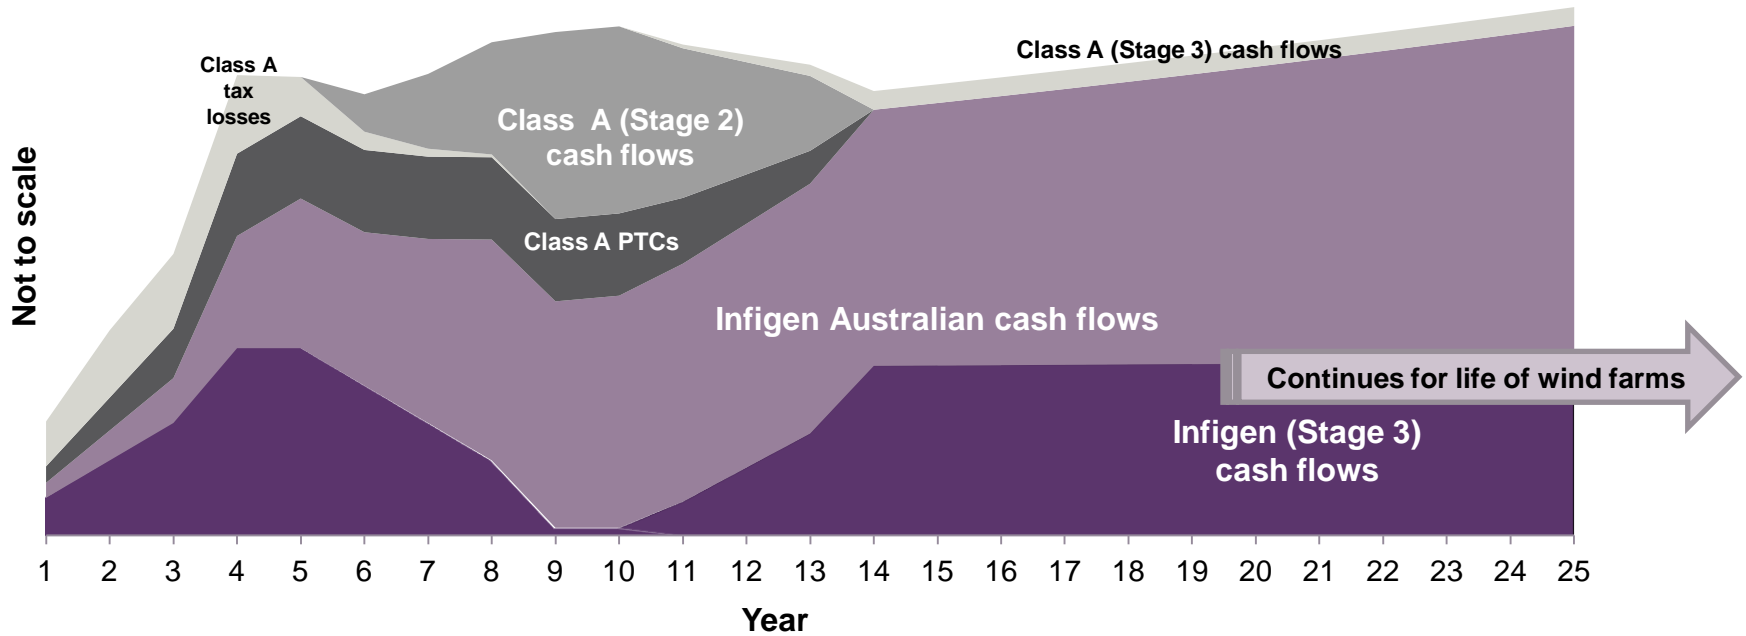 Class A
tax
losses
Class A (Stage 3) cash flows
Class A (Stage 2)
cash flows
Not to scale
Class A PTCs
Infigen Australian cash flows
Continues for life of wind farms
Infigen (Stage 3)
cash flows
1 2 3 4 5 6 7 8 9 10 11 12 13 14 15 16 17 18 19 20 21 22 23 24 25
Year